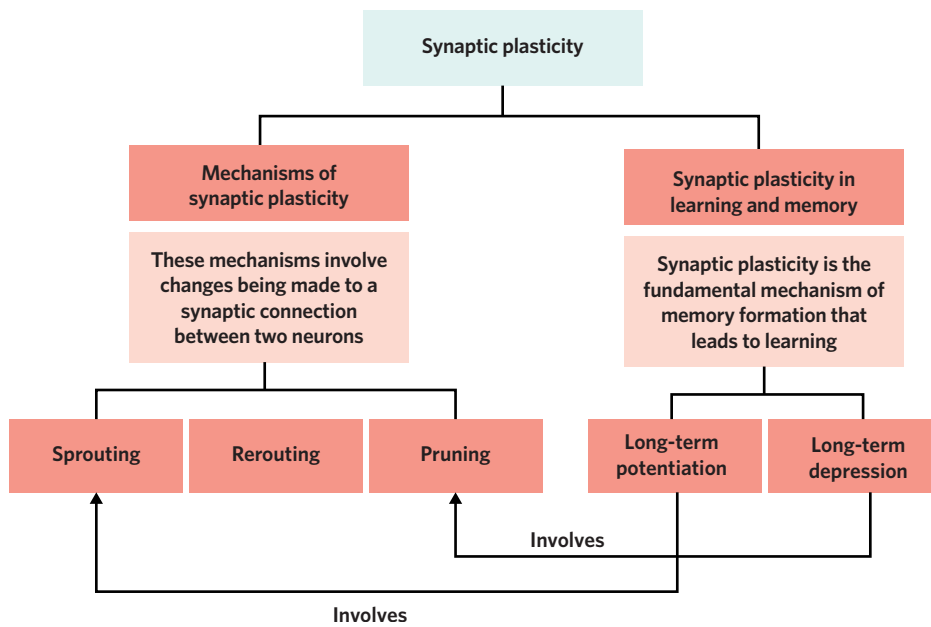 Synaptic plasticity
Mechanisms of
synaptic plasticity
Synaptic plasticity in
learning and memory
These mechanisms involve
changes being made to a
synaptic connection
between two neurons
Synaptic plasticity is the
fundamental mechanism of
memory formation that
leads to learning
Sprouting
Rerouting
Pruning
Long-term
potentiation
Long-term
depression
Involves
Involves